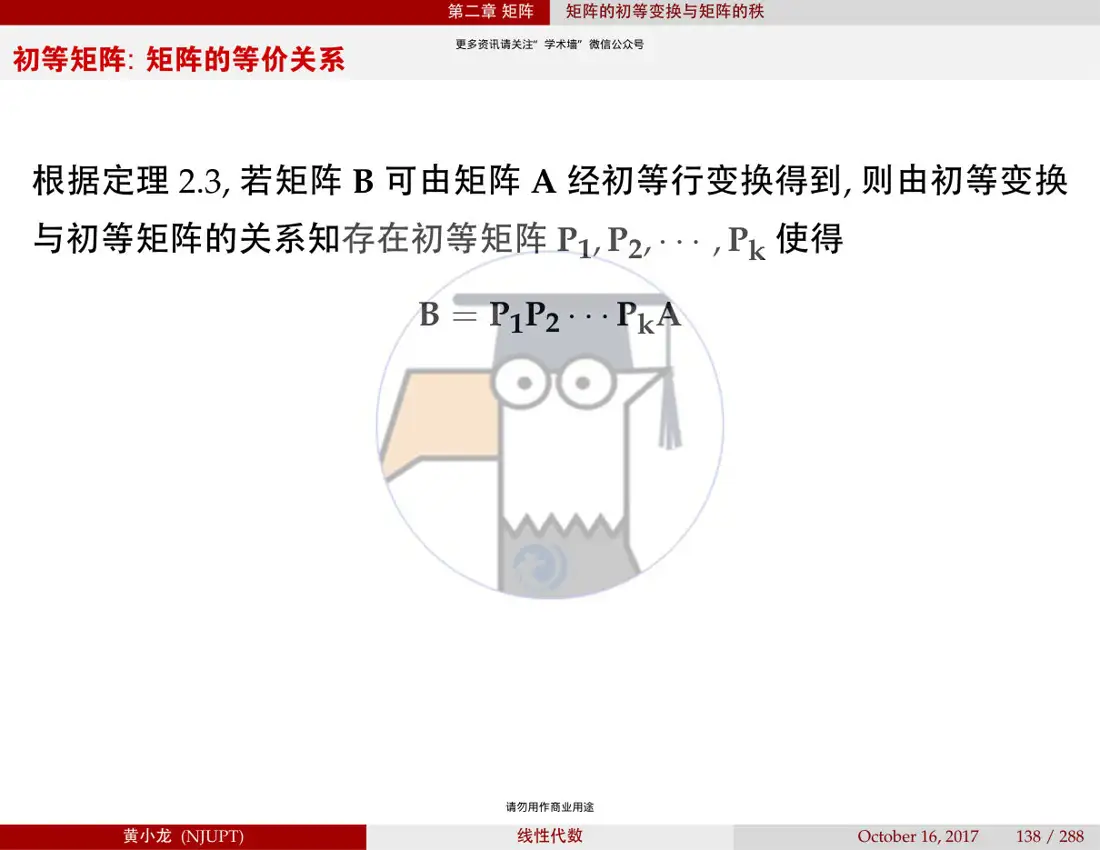 第二章 矩阵 矩阵的初等变换与矩阵的秩
更多资讯请关注“学术墙”微信公众号
初等矩阵: 矩阵的等价关系
根据定理 2.3, 若矩阵 B 可由矩阵 A 经初等行变换得到, 则由初等变换
与初等矩阵的关系知存在初等矩阵 P₁, P₂, ⋯ , Pₖ 使得
B = P₁P₂ ⋯ PₖA
请勿用作商业用途
黄小龙 (NJUPT) 线性代数 October 16, 2017 138 / 288